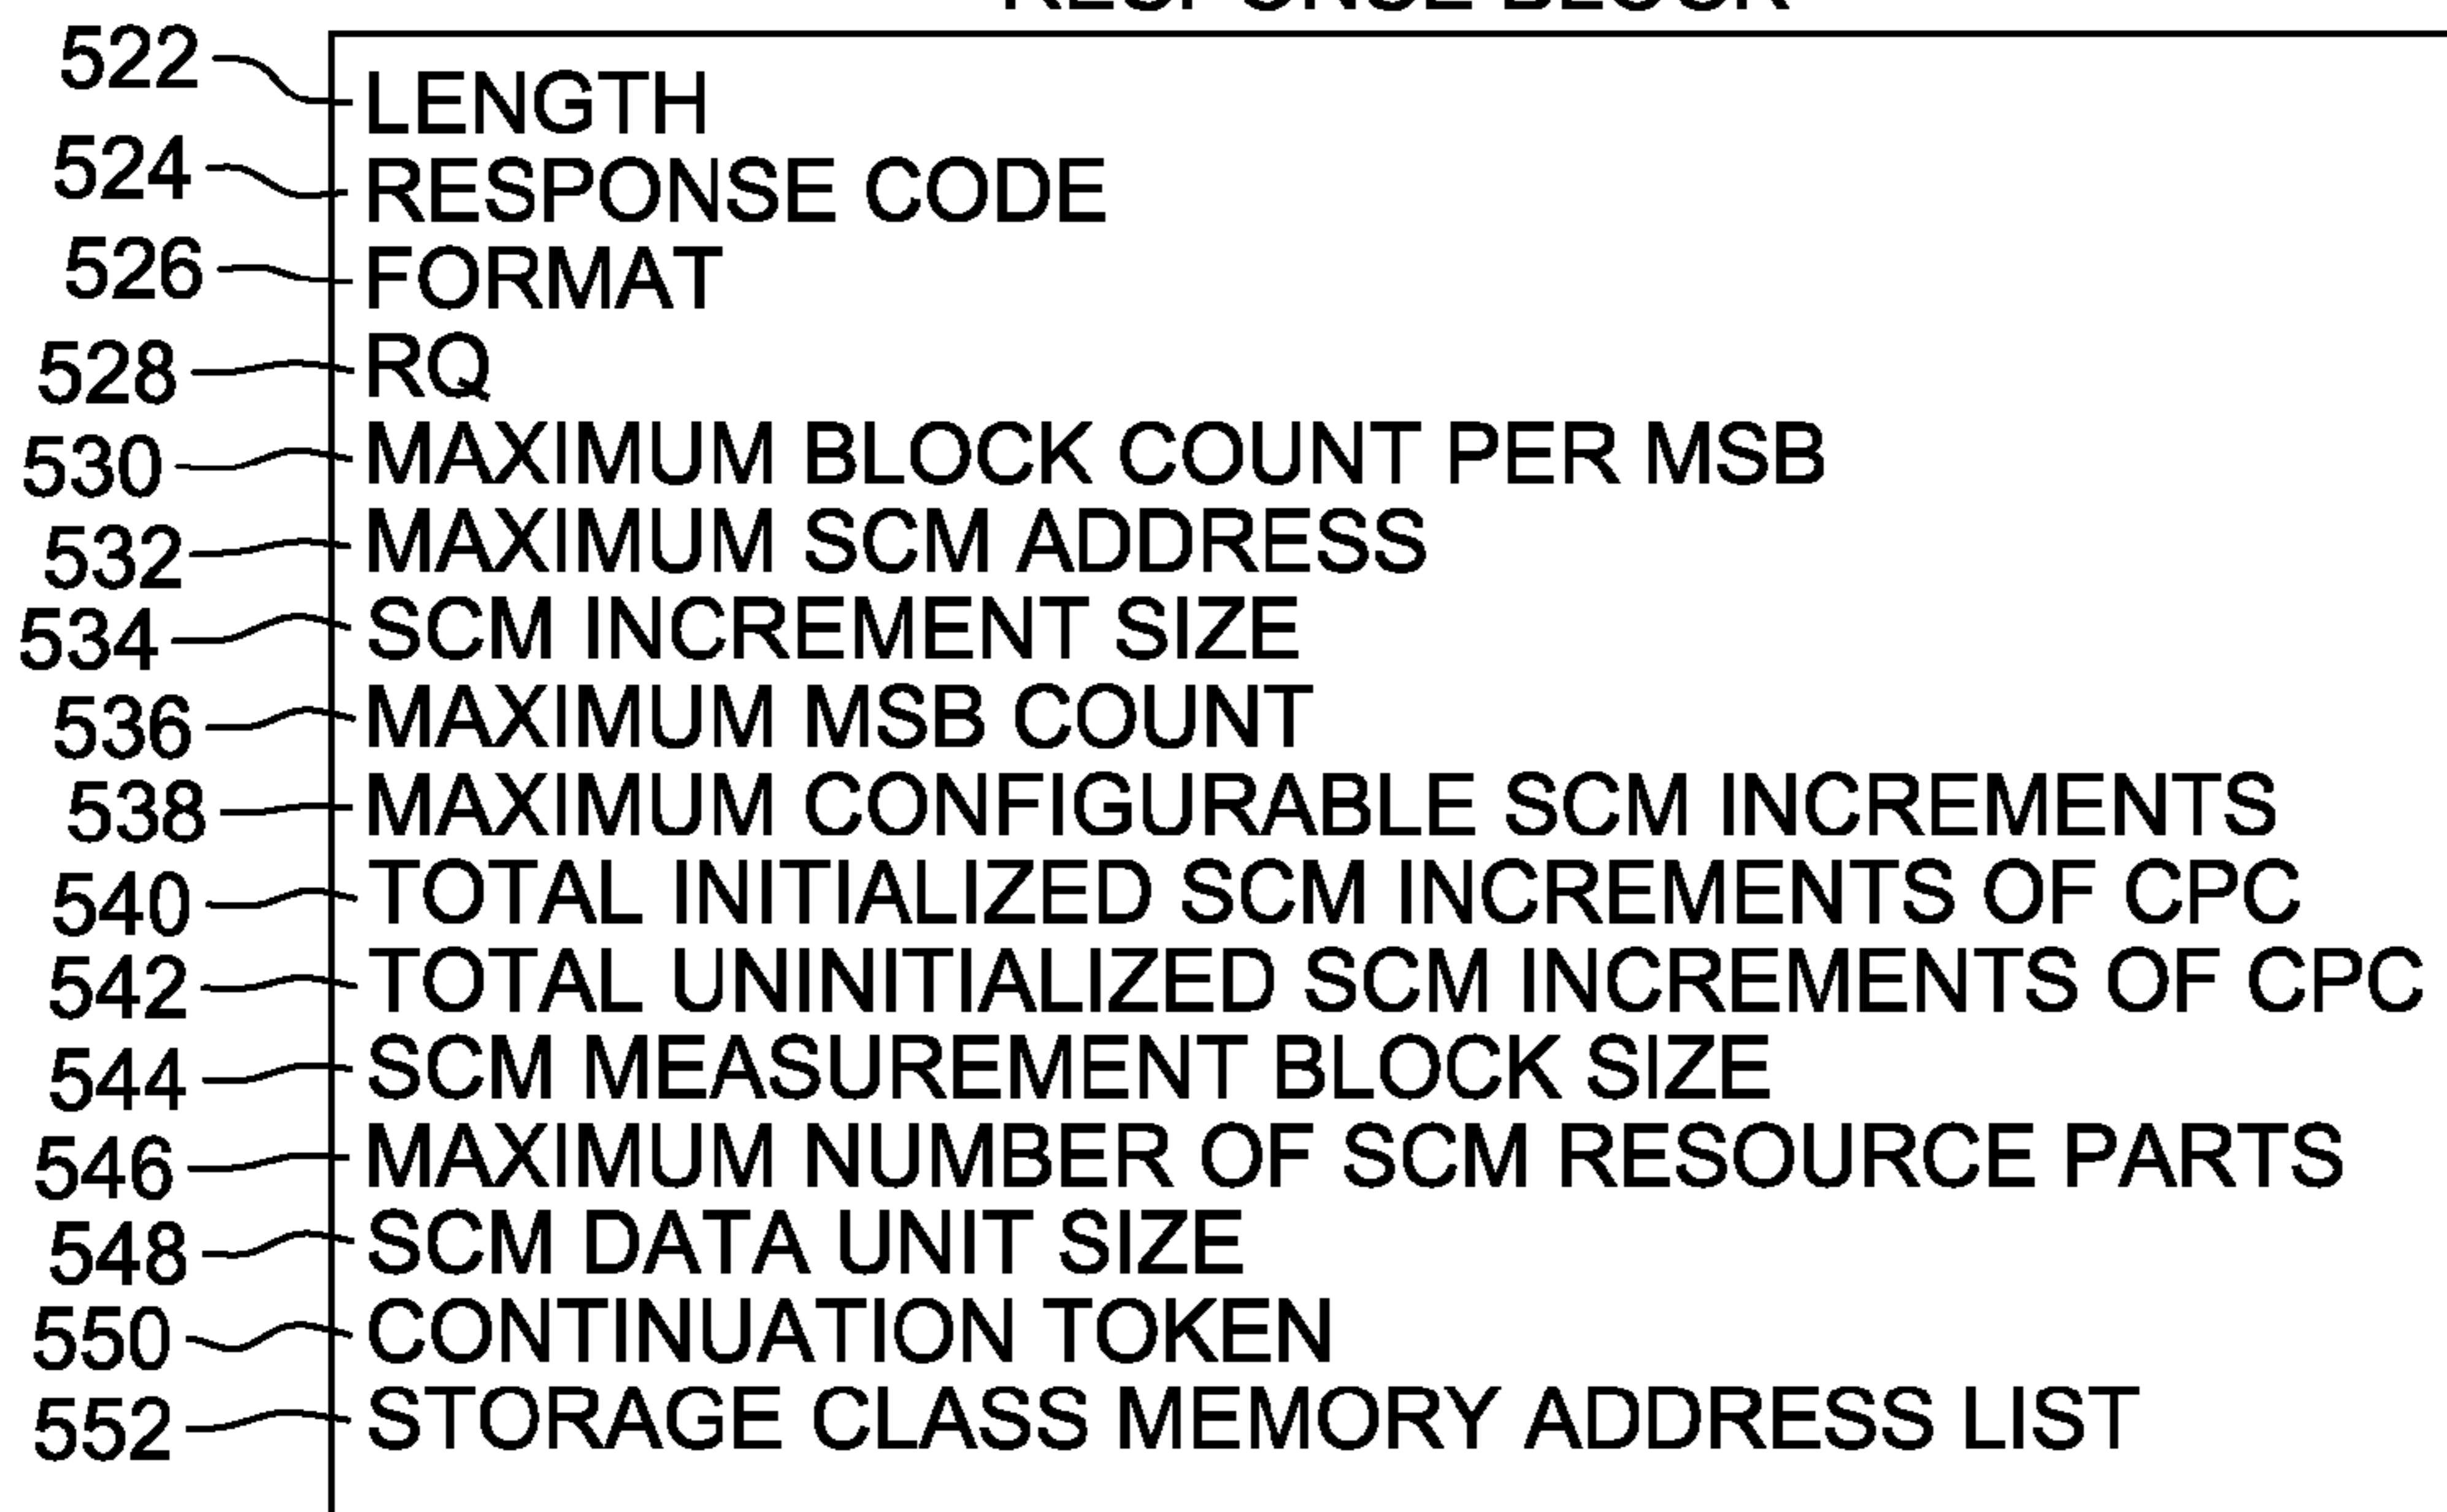 RESPONSE BLOCK
522 LENGTH
524 RESPONSE CODE
526 FORMAT
528 RQ
530 MAXIMUM BLOCK COUNT PER MSB
532 MAXIMUM SCM ADDRESS
534 SCM INCREMENT SIZE
536 MAXIMUM MSB COUNT
538 MAXIMUM CONFIGURABLE SCM INCREMENTS
540 TOTAL INITIALIZED SCM INCREMENTS OF CPC
542 TOTAL UNINITIALIZED SCM INCREMENTS OF CPC
544 SCM MEASUREMENT BLOCK SIZE
546 MAXIMUM NUMBER OF SCM RESOURCE PARTS
548 SCM DATA UNIT SIZE
550 CONTINUATION TOKEN
552 STORAGE CLASS MEMORY ADDRESS LIST